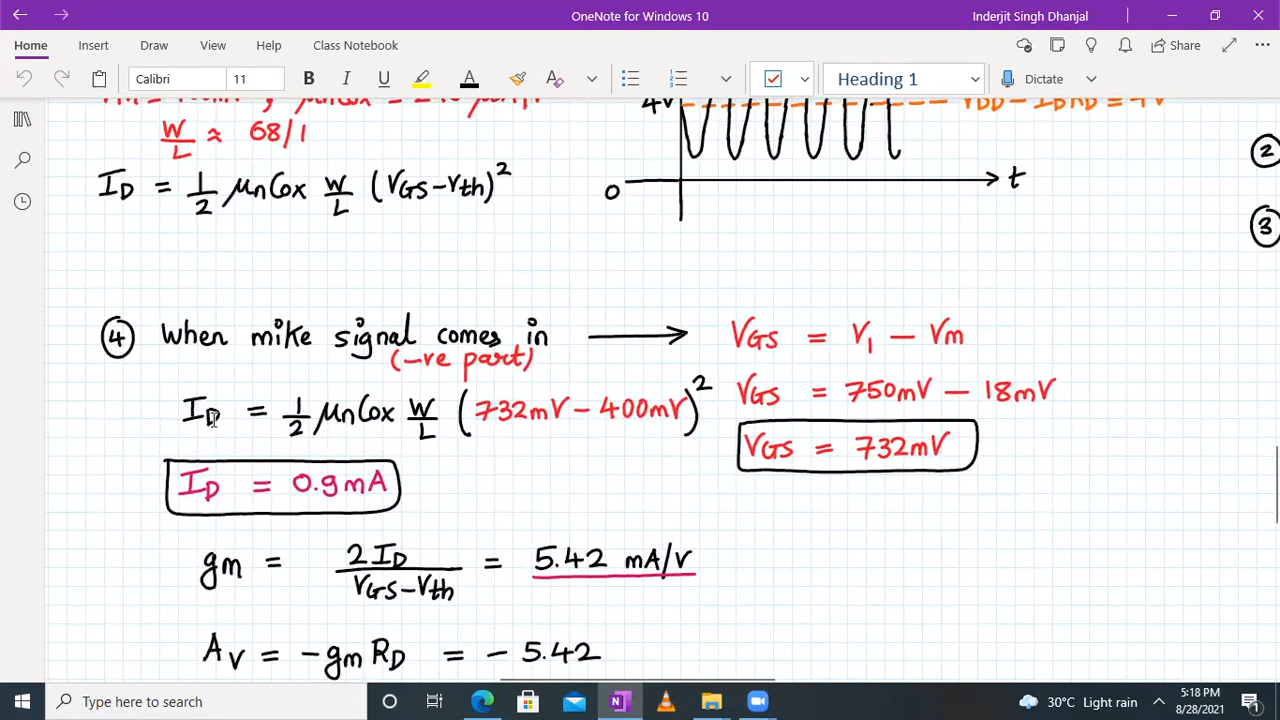 OneNote for Windows 10
Inderjit Singh Dhanjal
Home Insert Draw View Help Class Notebook
Share
Calibri 11 B I U A Heading 1 Dictate
4V VDD - IDRD = 4V
W/L ≈ 68/1
ID = 1/2 μnCox W/L (VGS-Vth)²
0 t
②
③
④ When mike signal comes in ⟶ VGS = V1 - Vm
(-ve part)
VGS = 750mV - 18mV
ID = 1/2 μnCox W/L (732mV - 400mV)²
VGS = 732mV
ID = 0.9mA
gm = 2ID / VGS-Vth = 5.42 mA/V
AV = -gm RD = - 5.42
Type here to search
30°C Light rain
5:18 PM
8/28/2021
1